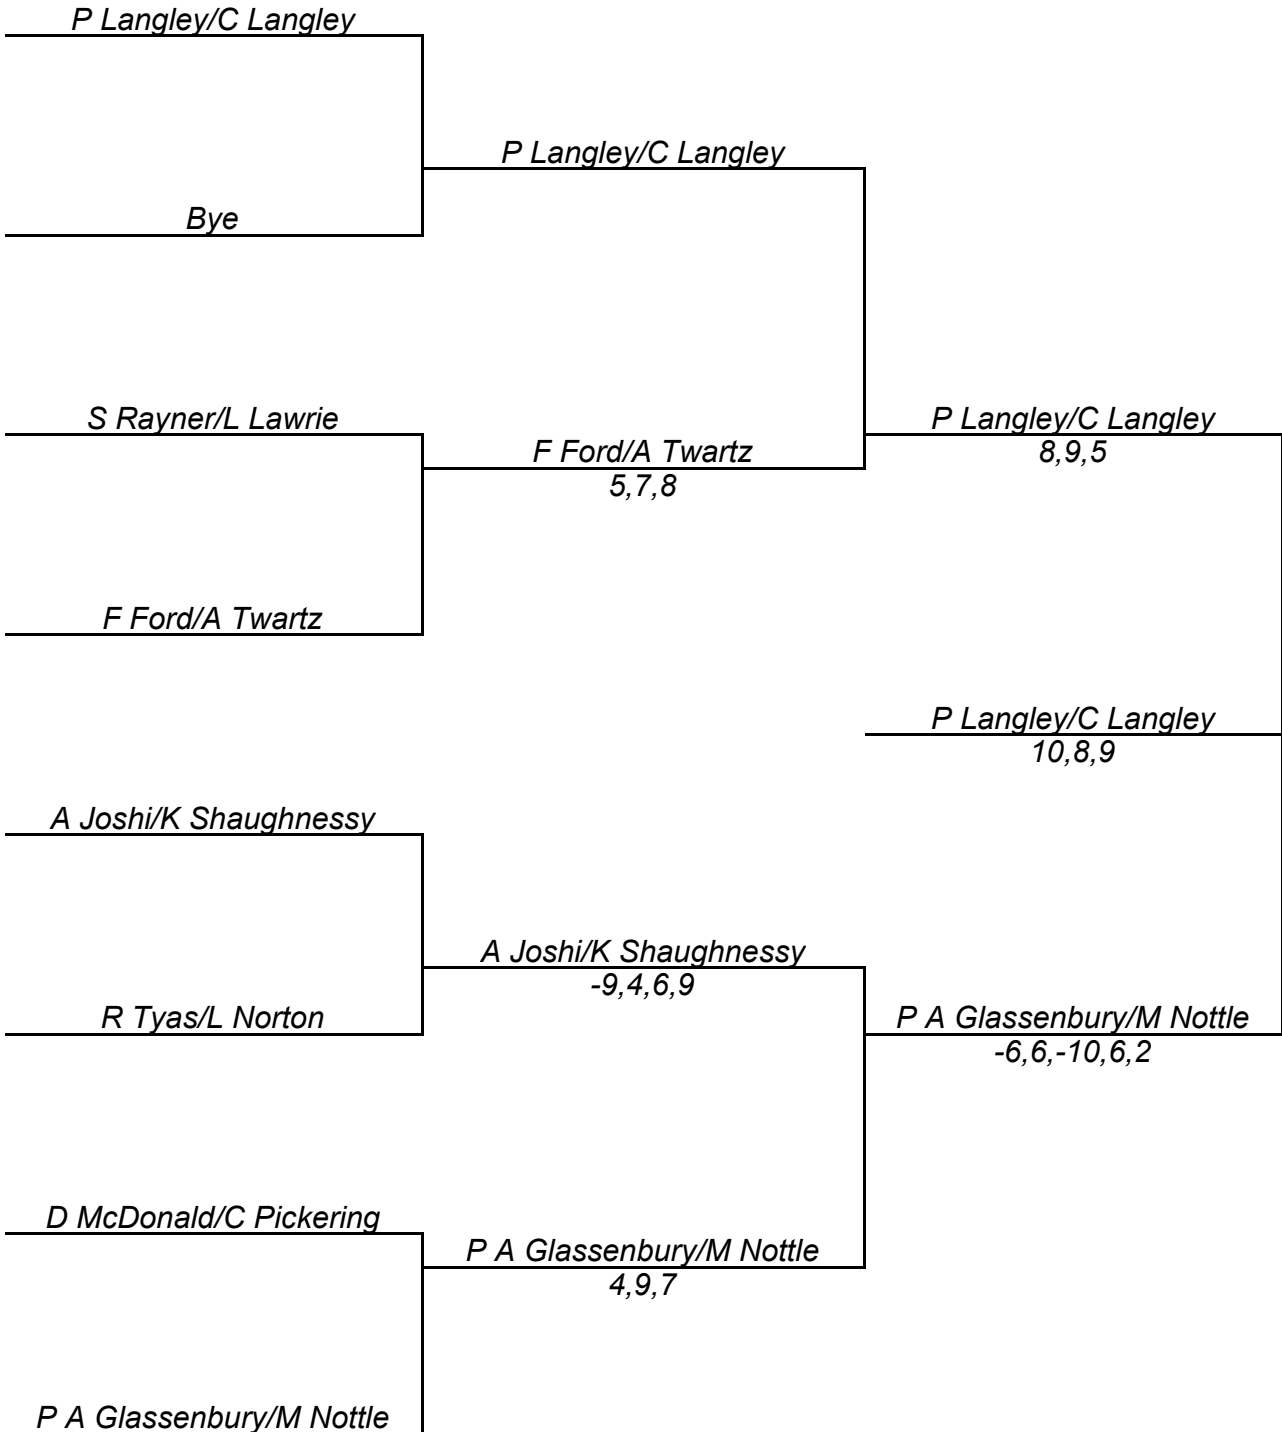 P Langley/C Langley
P Langley/C Langley
Bye
S Rayner/L Lawrie
P Langley/C Langley
8,9,5
F Ford/A Twartz
5,7,8
F Ford/A Twartz
P Langley/C Langley
10,8,9
A Joshi/K Shaughnessy
A Joshi/K Shaughnessy
-9,4,6,9
R Tyas/L Norton
P A Glassenbury/M Nottle
-6,6,-10,6,2
D McDonald/C Pickering
P A Glassenbury/M Nottle
4,9,7
P A Glassenbury/M Nottle